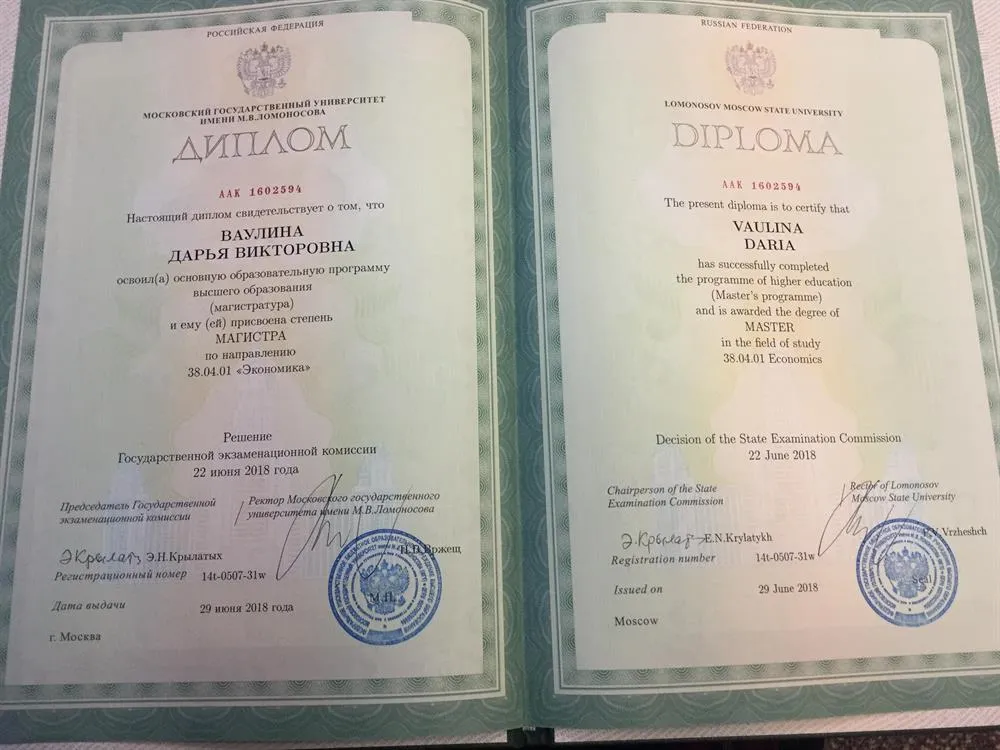 РОССИЙСКАЯ ФЕДЕРАЦИЯ
МОСКОВСКИЙ ГОСУДАРСТВЕННЫЙ УНИВЕРСИТЕТ
ИМЕНИ М.В.ЛОМОНОСОВА
ДИПЛОМ
ААК 1602594
Настоящий диплом свидетельствует о том, что
ВАУЛИНА
ДАРЬЯ ВИКТОРОВНА
освоил(а) основную образовательную программу
высшего образования
(магистратура)
и ему (ей) присвоена степень
МАГИСТРА
по направлению
38.04.01 «Экономика»
Решение
Государственной экзаменационной комиссии
22 июня 2018 года
Председатель Государственной
экзаменационной комиссии
Ректор Московского государственного
университета имени М.В.Ломоносова
Э.Н.Крылатых
Вржещ
Регистрационный номер 14t-0507-31w
М.П.
Дата выдачи 29 июня 2018 года
г. Москва
RUSSIAN FEDERATION
LOMONOSOV MOSCOW STATE UNIVERSITY
DIPLOMA
ААК 1602594
The present diploma is to certify that
VAULINA
DARIA
has successfully completed
the programme of higher education
(Master's programme)
and is awarded the degree of
MASTER
in the field of study
38.04.01 Economics
Decision of the State Examination Commission
22 June 2018
Chairperson of the State
Examination Commission
Rector of Lomonosov
Moscow State University
E.N.Krylatykh
Vrzheshch
Registration number 14t-0507-31w
Seal
Issued on 29 June 2018
Moscow